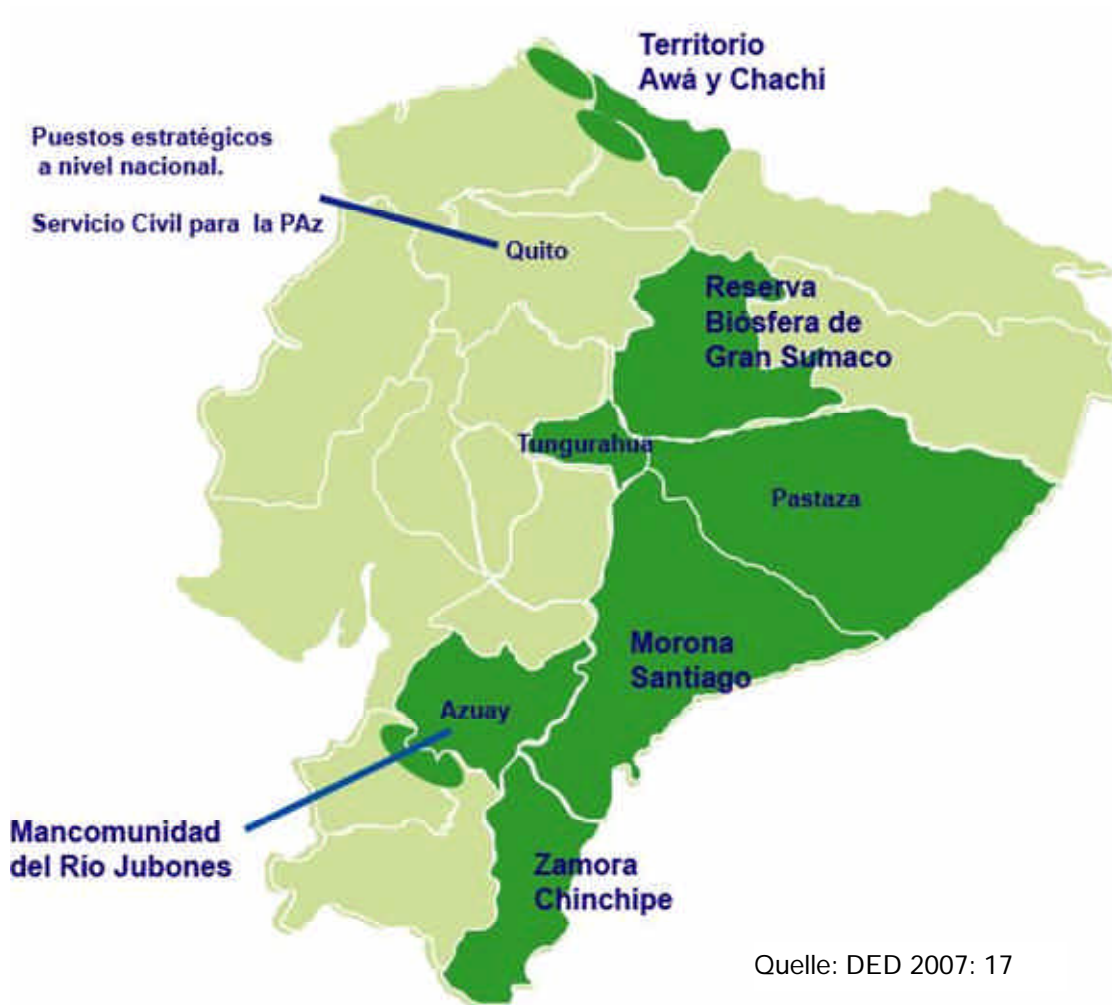 Territorio
Awá y Chachi
Puestos estratégicos
a nivel nacional.
Servicio Civil para la PAz
Quito
Reserva
Biósfera de
Gran Sumaco
Tungurahua
Pastaza
Morona
Santiago
Azuay
Mancomunidad
del Río Jubones
Zamora
Chinchipe
Quelle: DED 2007: 17